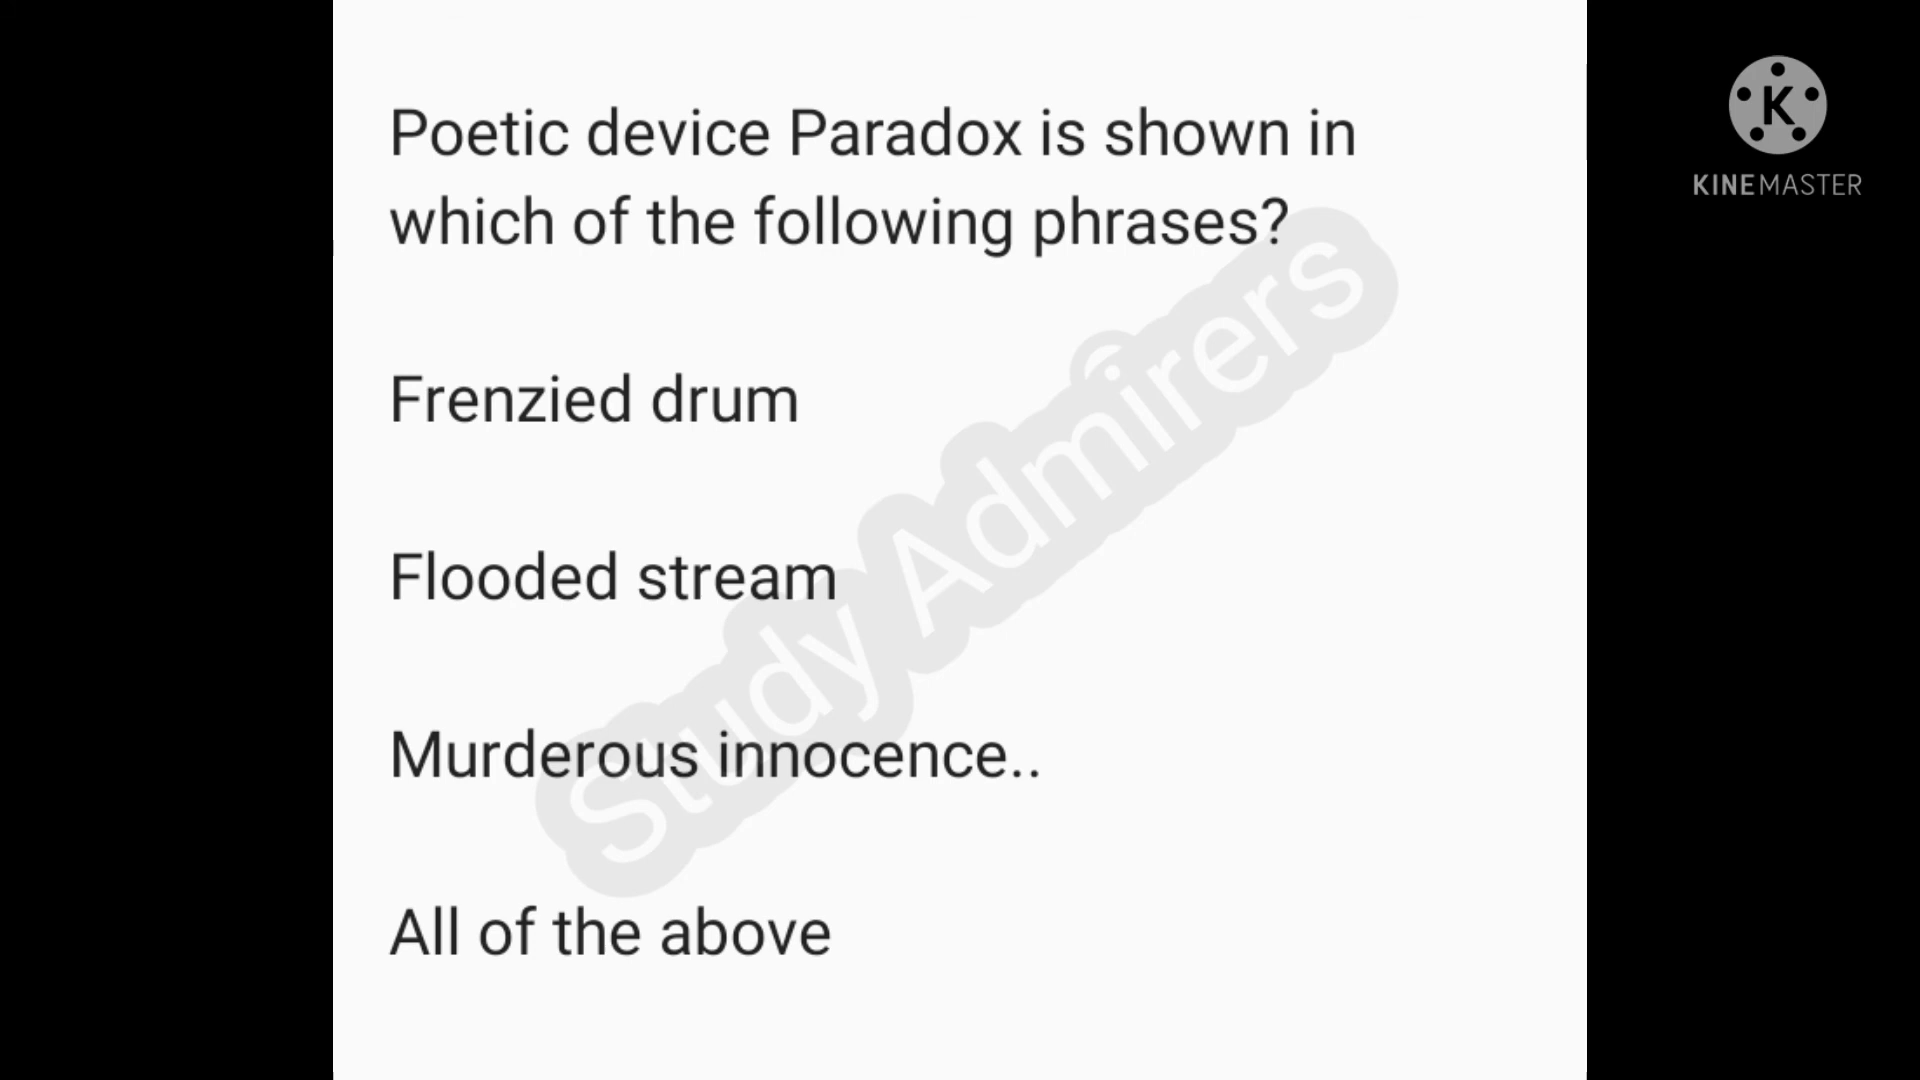 Poetic device Paradox is shown in
which of the following phrases?
Frenzied drum
Flooded stream
Murderous innocence..
All of the above
Study Admirers
K
KINEMASTER